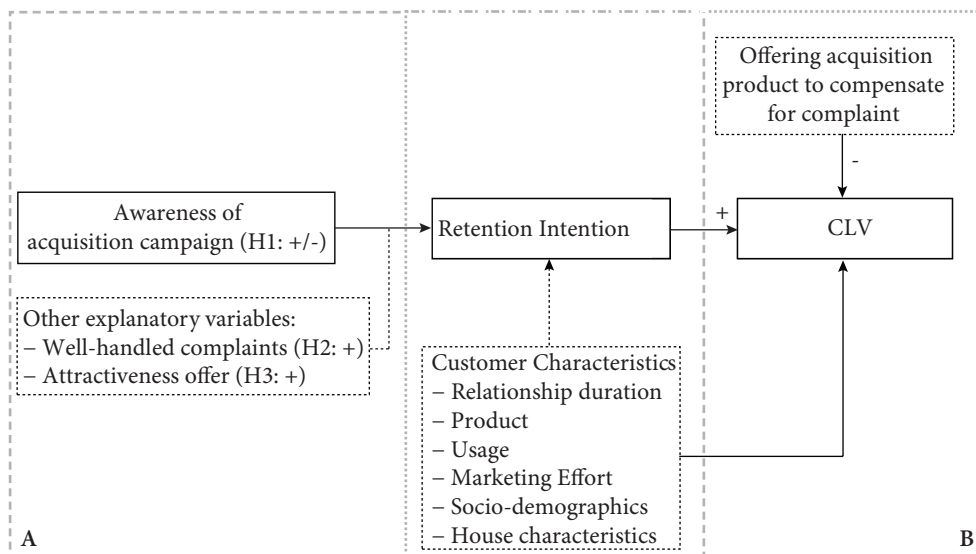 Offering acquisition
product to compensate
for complaint
-
Awareness of
acquisition campaign (H1: +/-)
Retention Intention
+
CLV
Other explanatory variables:
– Well-handled complaints (H2: +)
– Attractiveness offer (H3: +)
Customer Characteristics
– Relationship duration
– Product
– Usage
– Marketing Effort
– Socio-demographics
– House characteristics
A
B